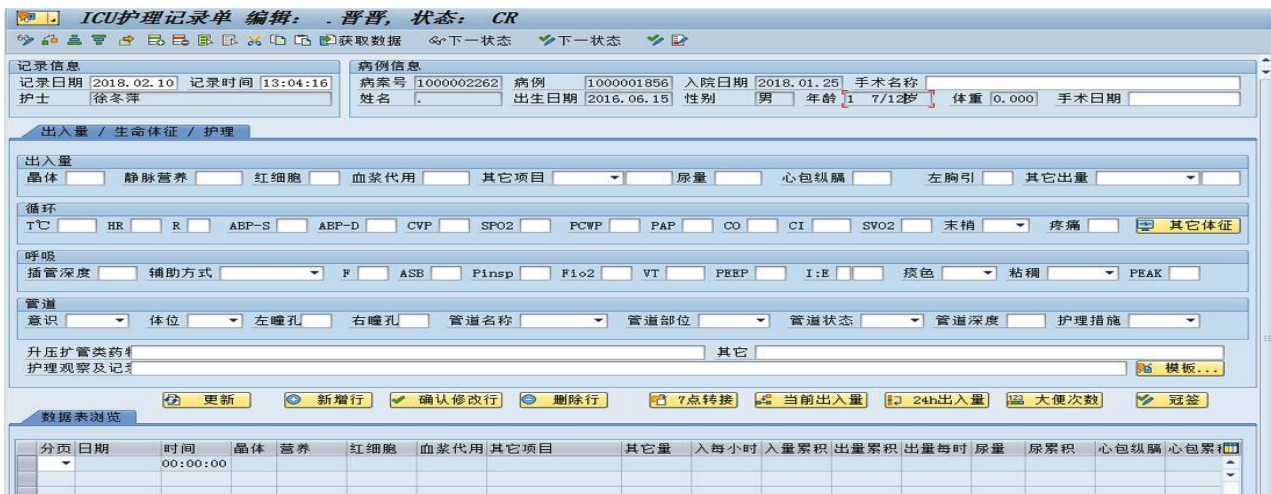 ICU护理记录单 编辑: .晋晋, 状态: CR
获取数据 下一状态 下一状态
记录信息 病例信息
记录日期 2018.02.10 记录时间 13:04:16 病案号 1000002262 病例 1000001856 入院日期 2018.01.25 手术名称
护士 徐冬萍 姓名 . 出生日期 2016.06.15 性别 男 年龄 1 7/12岁 体重 0.000 手术日期
出入量 / 生命体征 / 护理
出入量
晶体 静脉营养 红细胞 血浆代用 其它项目 尿量 心包纵膈 左胸引 其它出量
循环
T℃ HR R ABP-S ABP-D CVP SPO2 PCWP PAP CO CI SVO2 末梢 疼痛 其它体征
呼吸
插管深度 辅助方式 F ASB Pinsp Fio2 VT PEEP I:E 痰色 粘稠 PEAK
管道
意识 体位 左瞳孔 右瞳孔 管道名称 管道部位 管道状态 管道深度 护理措施
升压扩管类药 其它
护理观察及记 模板...
更新 新增行 确认修改行 删除行 7点转接 当前出入量 24h出入量 大便次数 冠签
数据表浏览
分页 日期 时间 晶体 营养 红细胞 血浆代用 其它项目 其它量 入每小时 入量累积 出量累积 出量每时 尿量 尿累积 心包纵膈 心包累
00:00:00